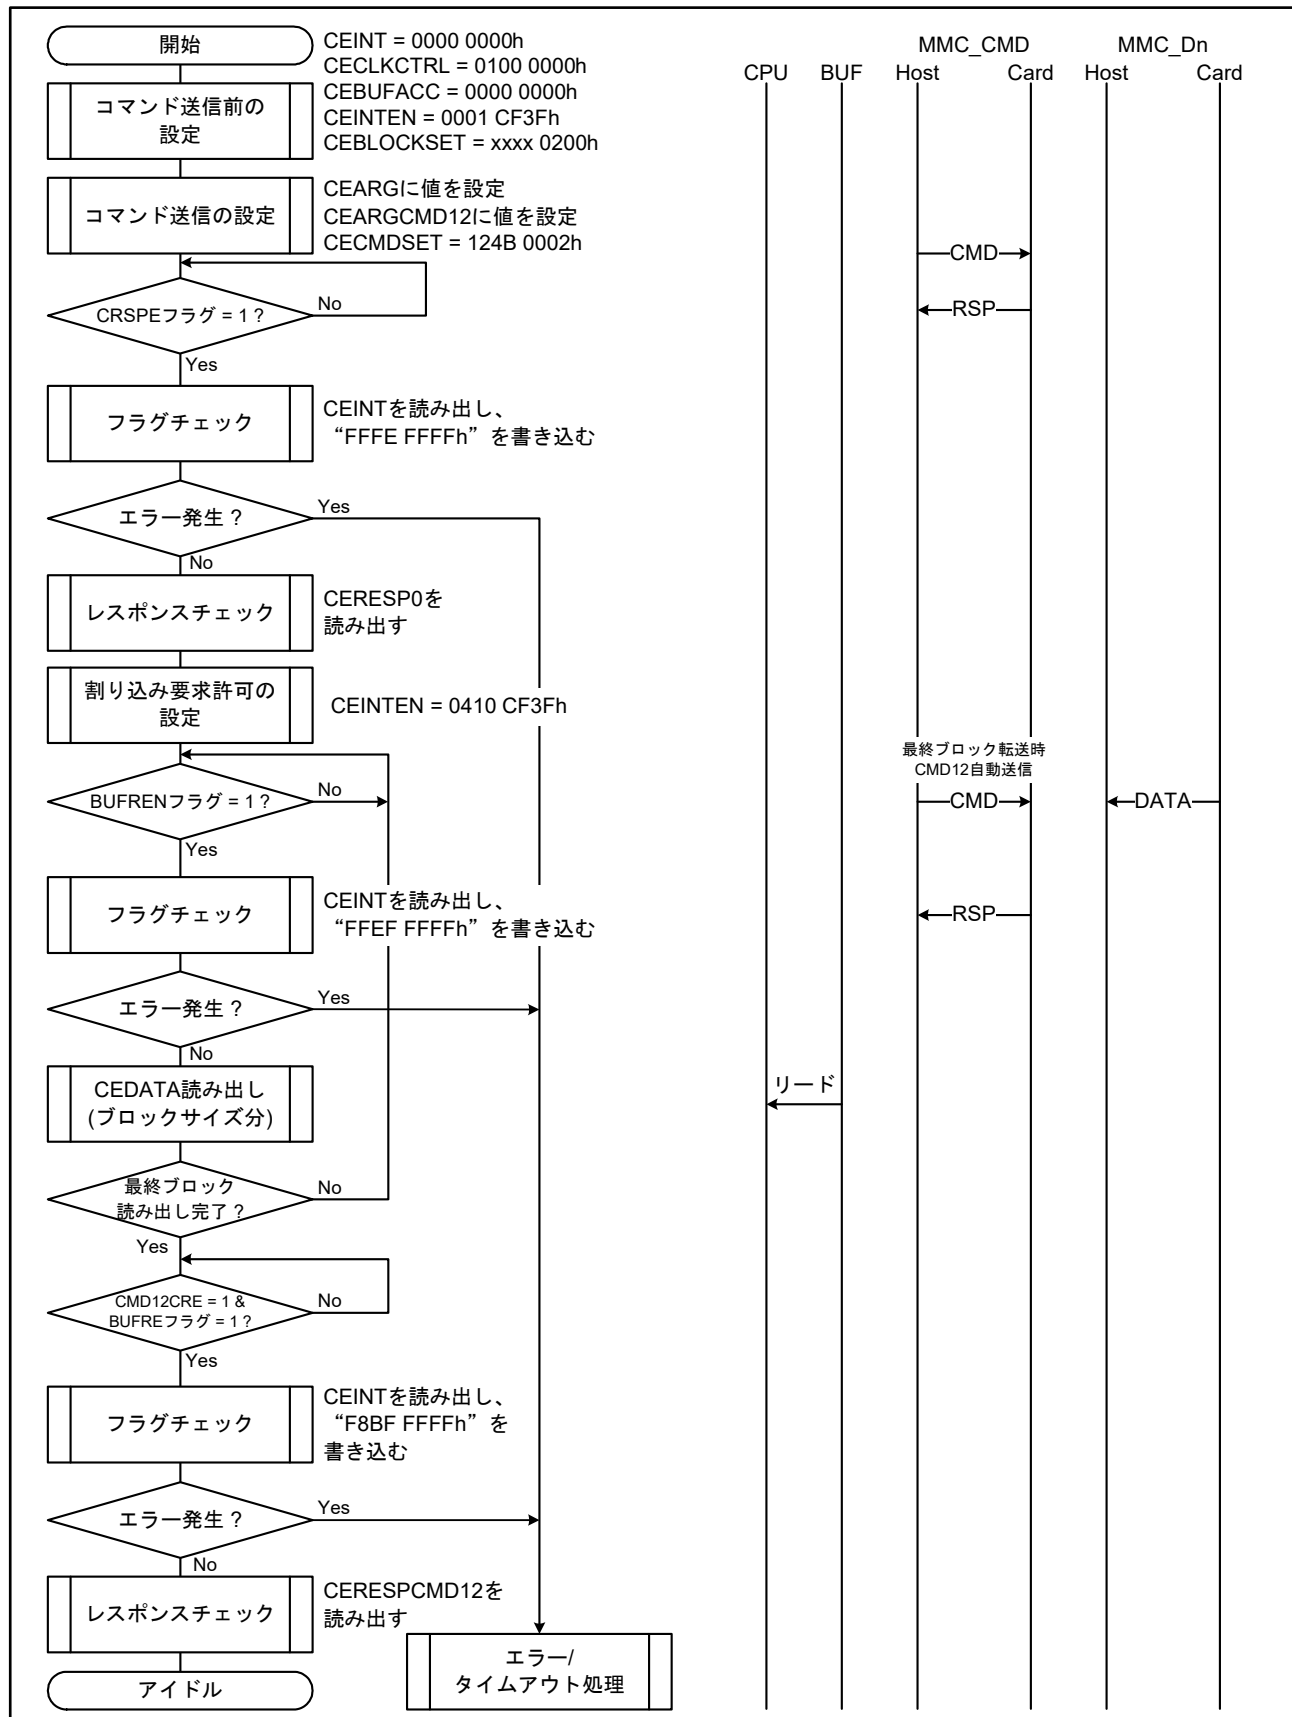 開始
CEINT = 0000 0000h
CECLKCTRL = 0100 0000h
CEBUFACC = 0000 0000h
CEINTEN = 0001 CF3Fh
CEBLOCKSET = xxxx 0200h
コマンド送信前の
設定
CEARGに値を設定
CEARGCMD12に値を設定
CECMDSET = 124B 0002h
コマンド送信の設定
CRSPEフラグ = 1 ?
No
Yes
フラグチェック
CEINTを読み出し、
“FFFE FFFFh”を書き込む
エラー発生 ?
Yes
No
レスポンスチェック
CERESP0を
読み出す
割り込み要求許可の
設定
CEINTEN = 0410 CF3Fh
BUFRENフラグ = 1 ?
No
Yes
フラグチェック
CEINTを読み出し、
“FFEF FFFFh”を書き込む
エラー発生 ?
Yes
No
CEDATA読み出し
(ブロックサイズ分)
最終ブロック
読み出し完了 ?
No
Yes
CMD12CRE = 1 &
BUFREフラグ = 1 ?
No
Yes
フラグチェック
CEINTを読み出し、
“F8BF FFFFh”を
書き込む
エラー発生 ?
Yes
No
レスポンスチェック
CERESPCMD12を
読み出す
エラー/
タイムアウト処理
アイドル
MMC_CMD
MMC_Dn
CPU BUF Host Card Host Card
CMD
RSP
最終ブロック転送時
CMD12自動送信
CMD
DATA
RSP
リード